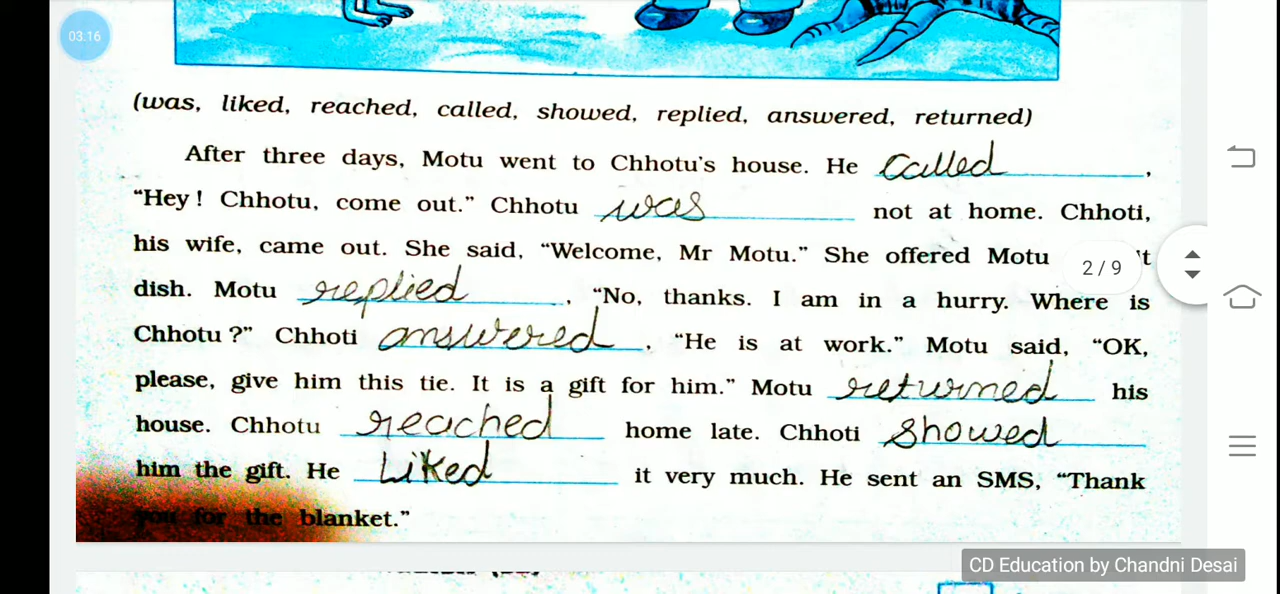 03:16
(was, liked, reached, called, showed, replied, answered, returned)
After three days, Motu went to Chhotu's house. He called,
"Hey! Chhotu, come out." Chhotu was not at home. Chhoti,
his wife, came out. She said, "Welcome, Mr Motu." She offered Motu
2/9
dish. Motu replied, "No, thanks. I am in a hurry. Where is
Chhotu?" Chhoti answered, "He is at work." Motu said, "OK,
please, give him this tie. It is a gift for him." Motu returned his
house. Chhotu reached home late. Chhoti showed
him the gift. He Liked it very much. He sent an SMS, "Thank
you for the blanket."
CD Education by Chandni Desai